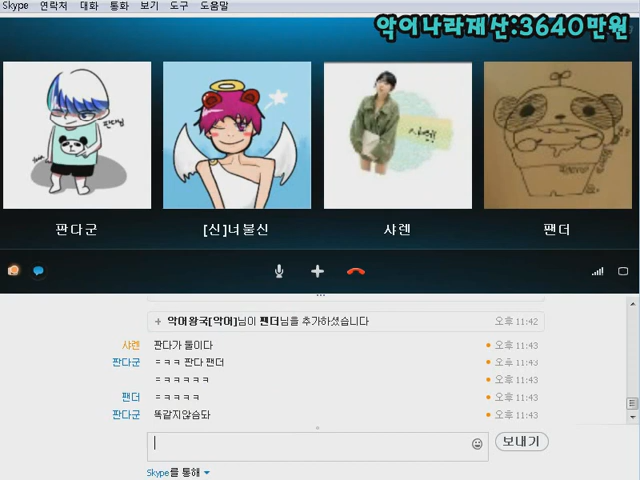 Skype 연락처 대화 통화 보기 도구 도움말
악어나라재산:3640만원
판다님
샤렌
판다군 [신]녀불신 샤렌 팬더
악어왕국[악어]님이 팬더님을 추가하셨습니다 오후 11:42
샤렌 판다가 둘이다 오후 11:43
판다군 ㅋㅋㅋ 판다 팬더 오후 11:43
ㅋㅋㅋㅋㅋㅋ 오후 11:43
팬더 ㅋㅋㅋㅋㅋ 오후 11:43
판다군 똑같지않슴돠 오후 11:43
보내기
Skype를 통해